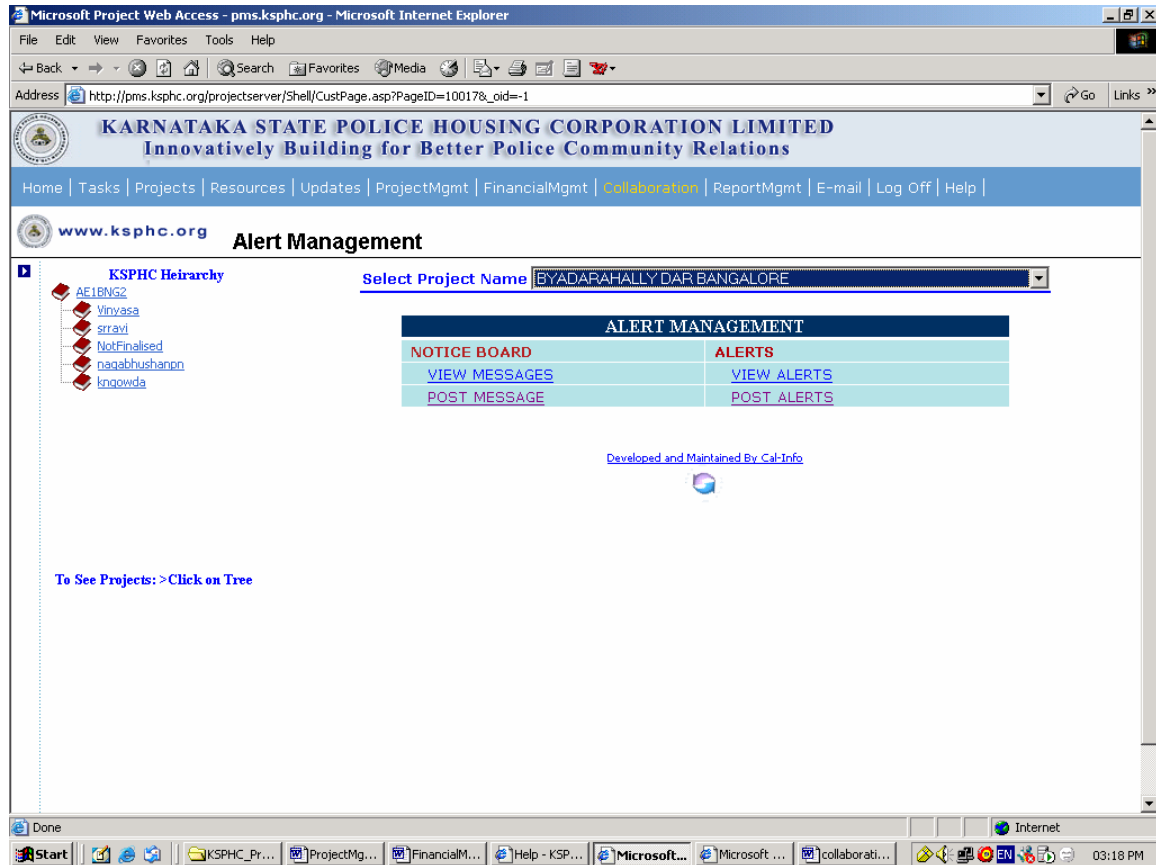 Microsoft Project Web Access - pms.ksphc.org - Microsoft Internet Explorer
File Edit View Favorites Tools Help
Back Search Favorites Media
Address http://pms.ksphc.org/projectserver/Shell/CustPage.asp?PageID=10017&_oid=-1 Go Links »
KARNATAKA STATE POLICE HOUSING CORPORATION LIMITED
Innovatively Building for Better Police Community Relations
Home | Tasks | Projects | Resources | Updates | ProjectMgmt | FinancialMgmt | Collaboration | ReportMgmt | E-mail | Log Off | Help |
www.ksphc.org Alert Management
KSPHC Heirarchy
AE1BNG2
Vinyasa
srravi
NotFinalised
nagabhushanpn
kngowda
Select Project Name BYADARAHALLY DAR BANGALORE
ALERT MANAGEMENT
NOTICE BOARD ALERTS
VIEW MESSAGES VIEW ALERTS
POST MESSAGE POST ALERTS
Developed and Maintained By Cal-Info
To See Projects: >Click on Tree
Done Internet
Start KSPHC_Pr... ProjectMg... FinancialM... Help - KSP... Microsoft... Microsoft ... collaborati... EN 03:18 PM